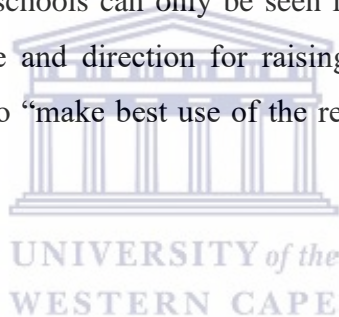 schools can only be seen
e and direction for raising
o “make best use of the re
UNIVERSITY of the
WESTERN CAPE